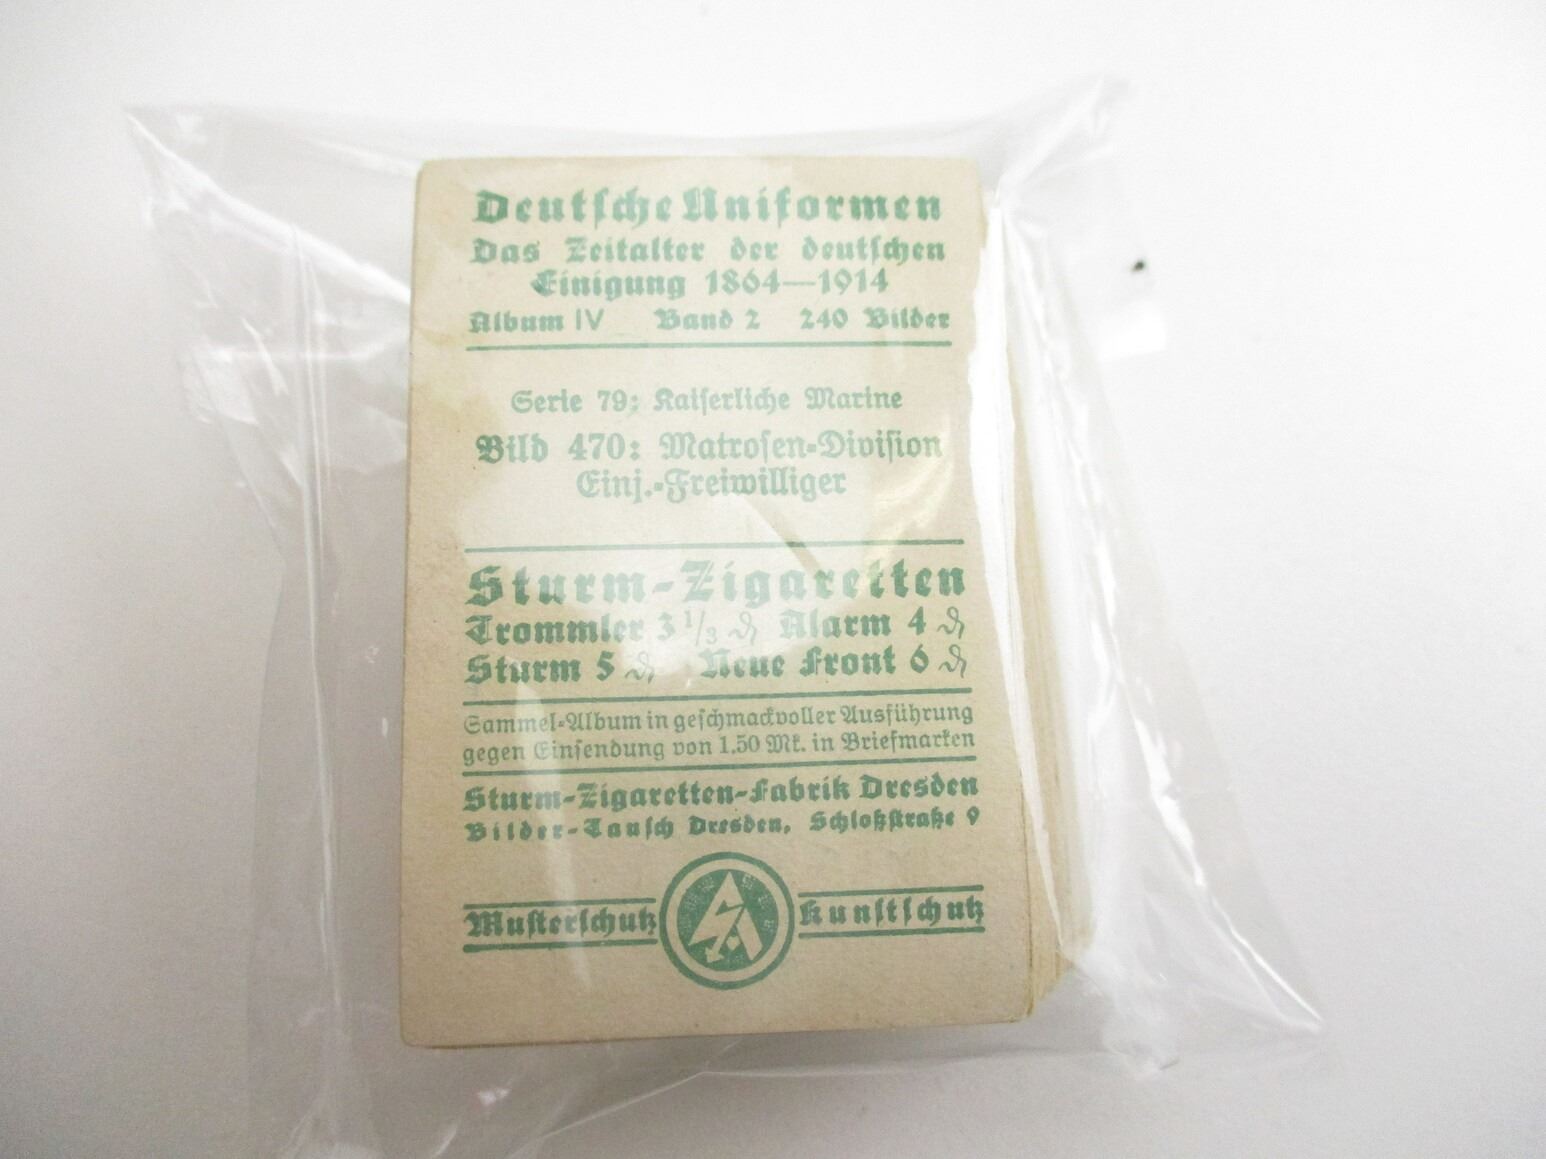 Deutsche Uniformen
Das Zeitalter der deutschen
Einigung 1864—1914
Album IV Band 2 240 Bilder
Serie 79: Kaiserliche Marine
Bild 470: Matrosen-Division
Einj.-Freiwilliger
Sturm-Zigaretten
Trommler 3 1/3 ₰ Alarm 4 ₰
Sturm 5 ₰ Neue Front 6 ₰
Sammel-Album in geschmackvoller Ausführung
gegen Einsendung von 1.50 Mk. in Briefmarken
Sturm-Zigaretten-Fabrik Dresden
Bilder-Tausch Dresden, Schloßstraße 9
Musterschutz Kunstschutz